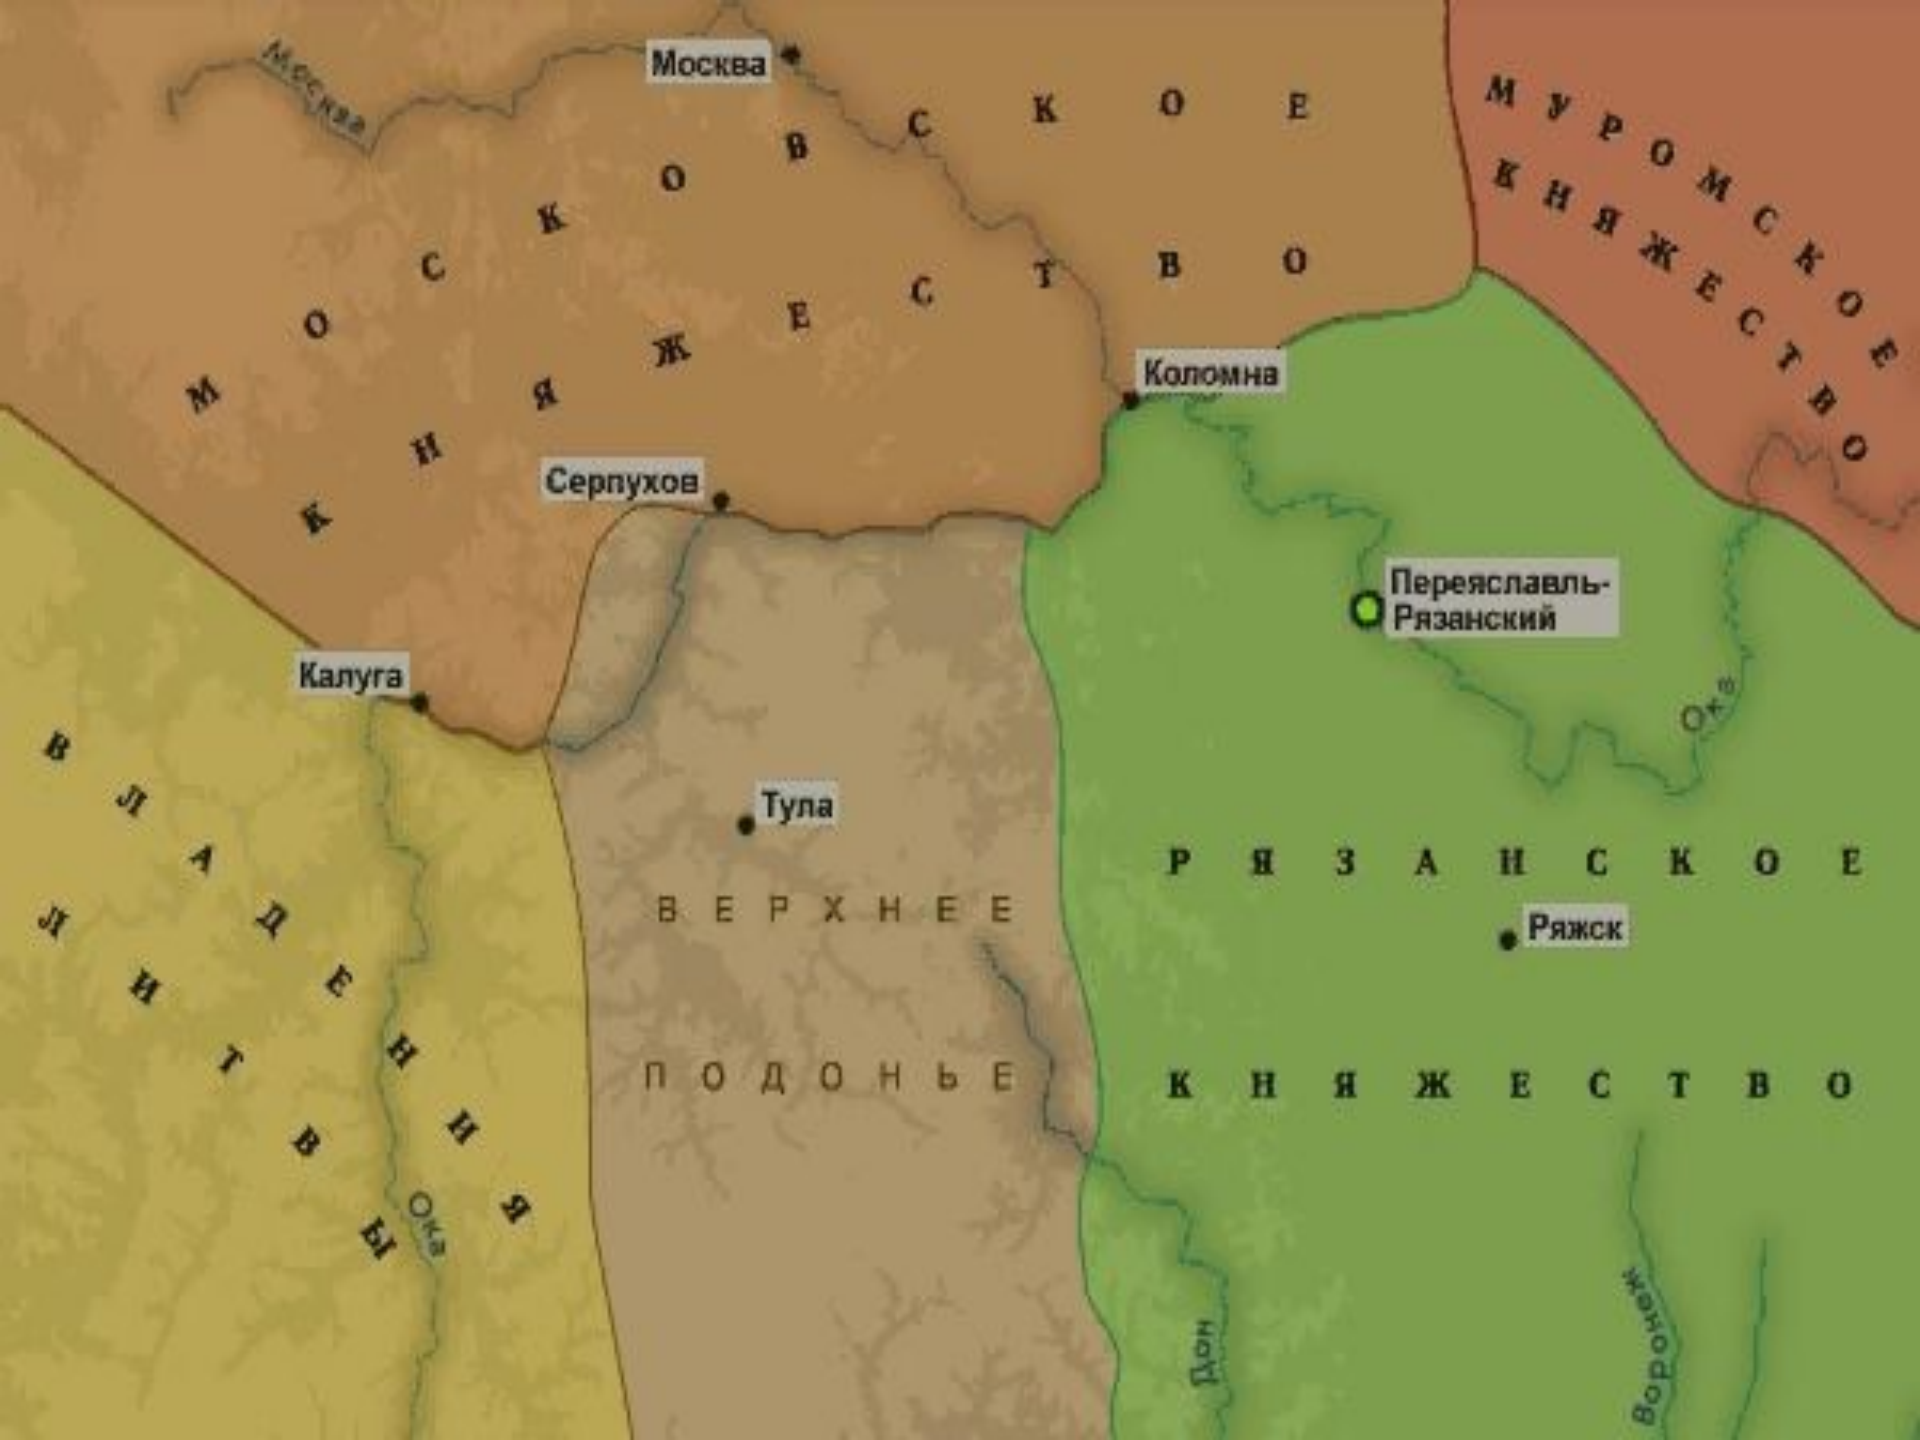 Москва
Москва
МОСКОВСКОЕ
КНЯЖЕСТВО
МУРОМСКОЕ
КНЯЖЕСТВО
Коломна
Серпухов
Переяславль-
Рязанский
Калуга
Ока
Тула
ВЛАДЕНИЯ
ЛИТВЫ
ВЕРХНЕЕ
ПОДОНЬЕ
РЯЗАНСКОЕ
Ряжск
КНЯЖЕСТВО
Ока
Дон
Воронеж